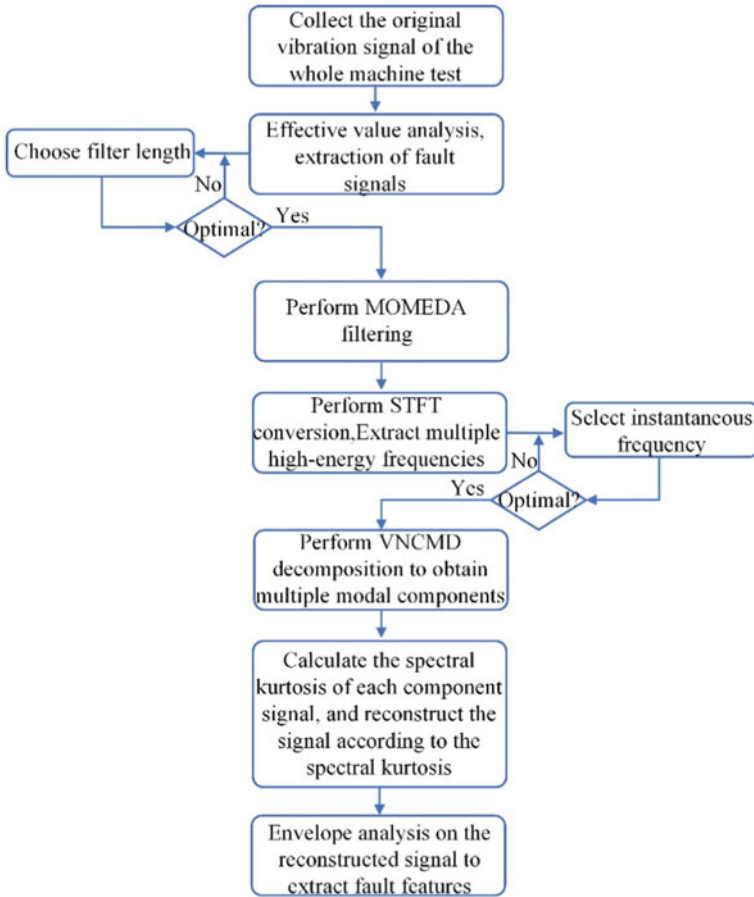 Collect the original
vibration signal of the
whole machine test
Effective value analysis,
extraction of fault
signals
Choose filter length
No
Optimal?
Yes
Perform MOMEDA
filtering
Perform STFT
conversion,Extract multiple
high-energy frequencies
Select instantaneous
frequency
No
Optimal?
Yes
Perform VNCMD
decomposition to obtain
multiple modal components
Calculate the spectral
kurtosis of each component
signal, and reconstruct the
signal according to the
spectral kurtosis
Envelope analysis on the
reconstructed signal to
extract fault features